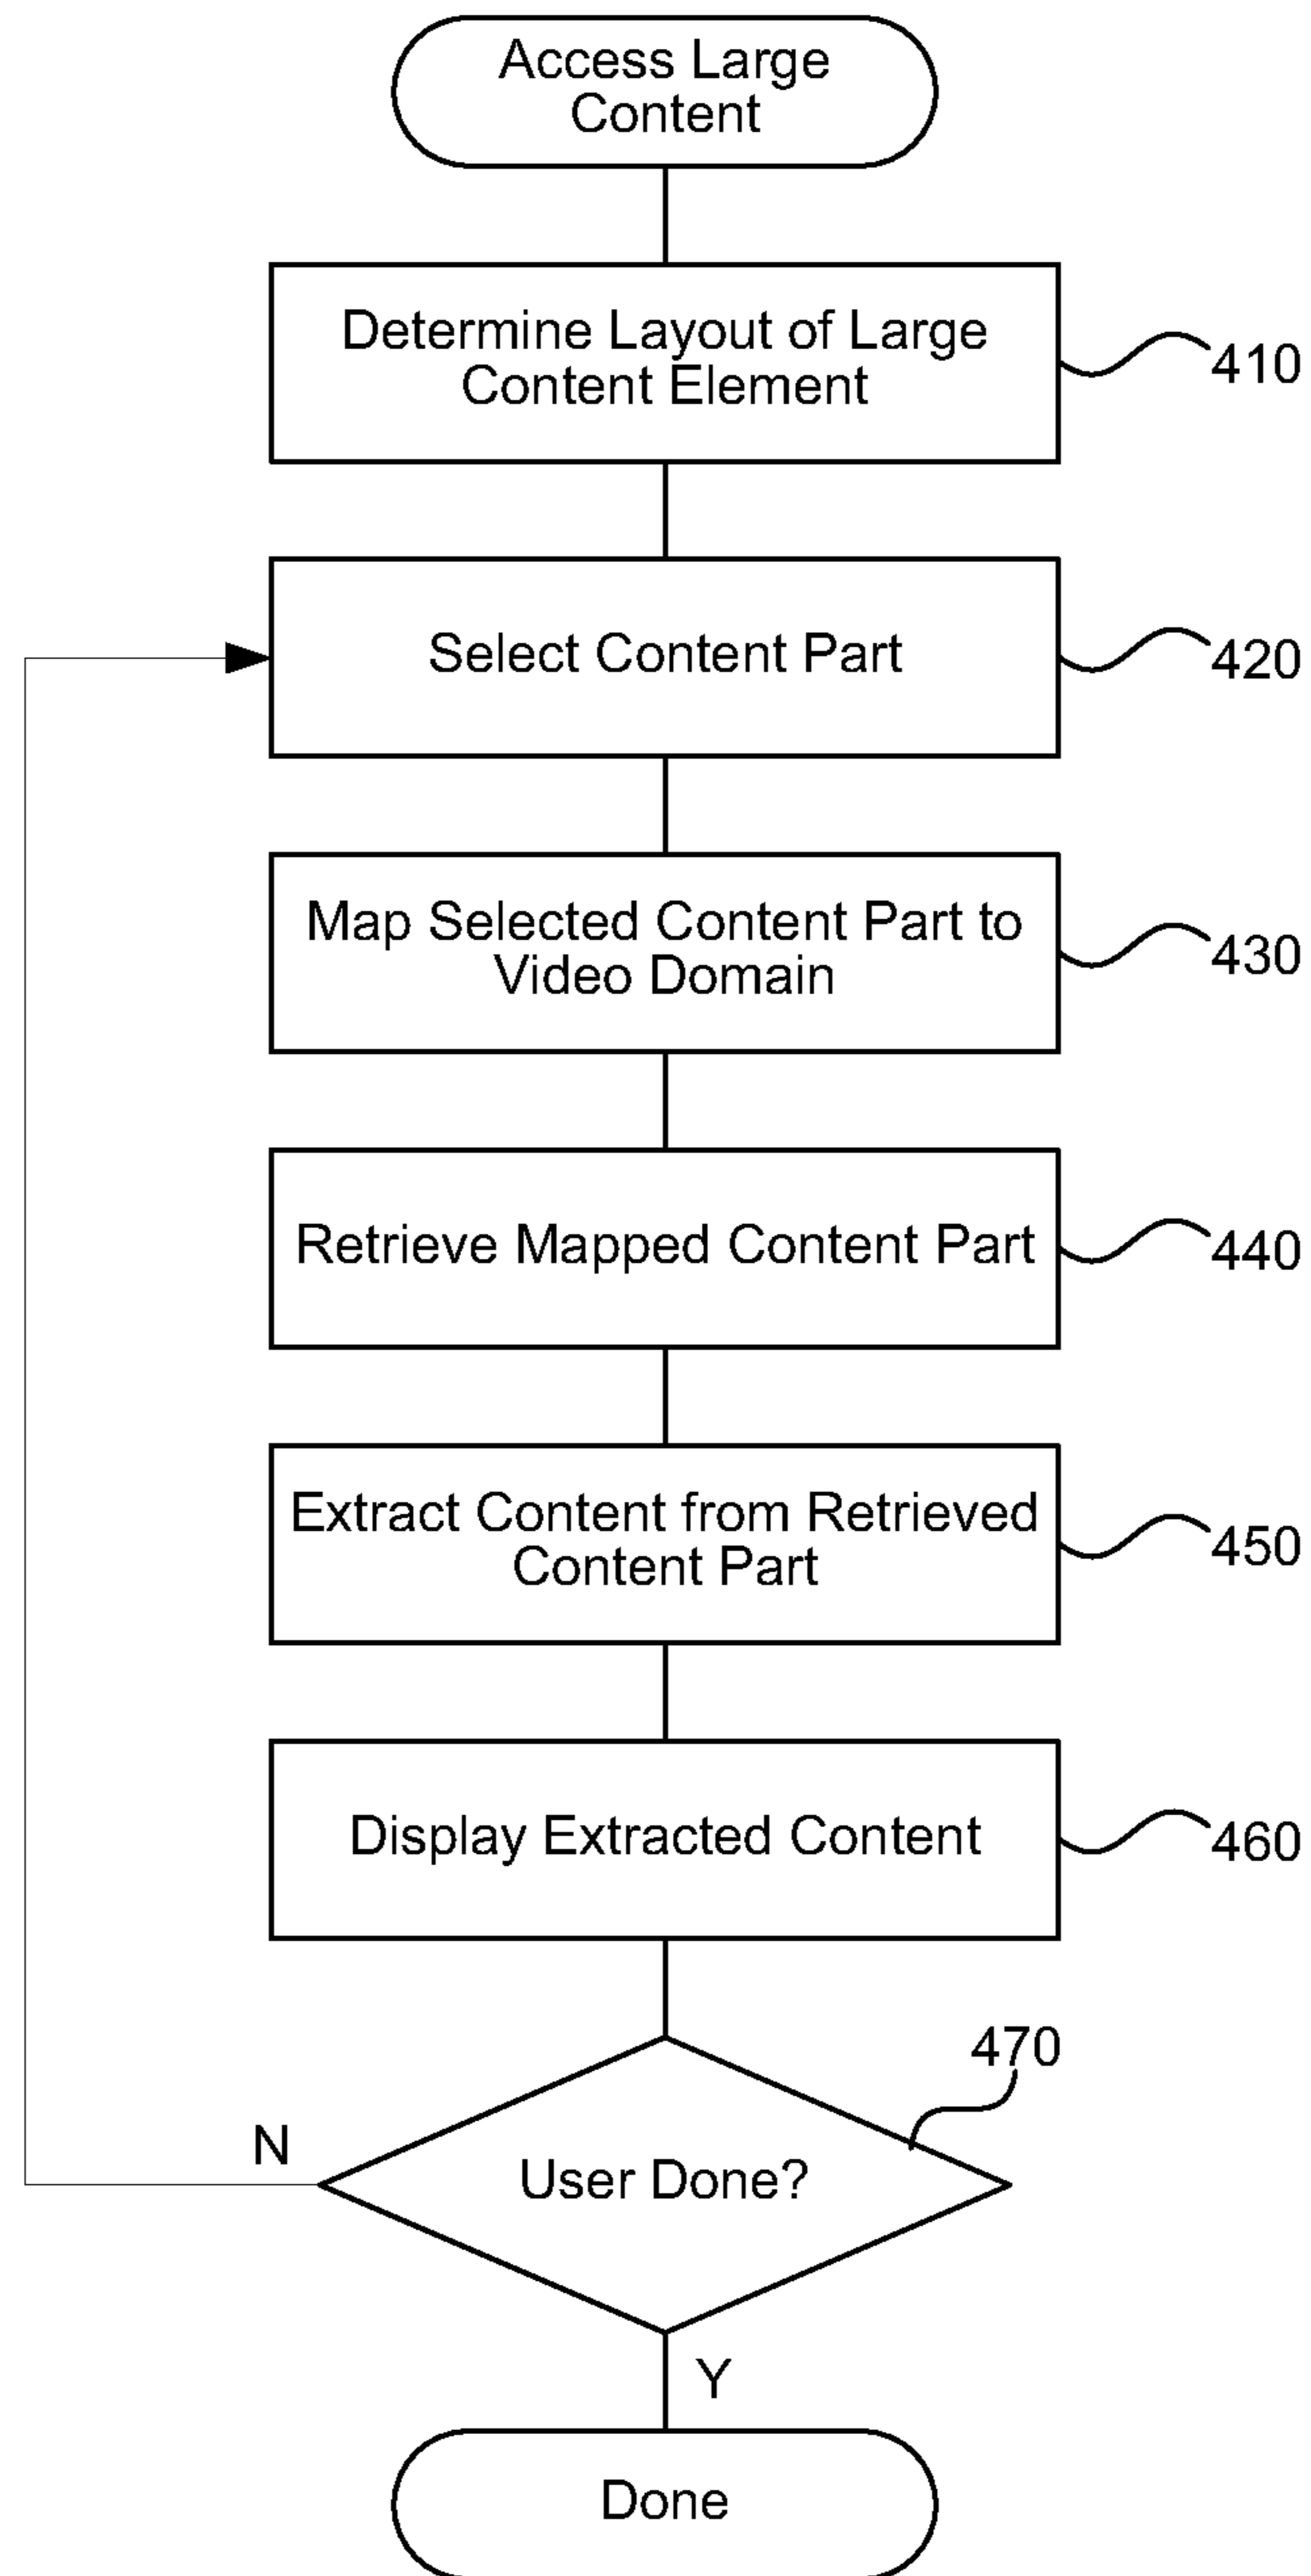 Access Large
Content
Determine Layout of Large
Content Element
410
Select Content Part
420
Map Selected Content Part to
Video Domain
430
Retrieve Mapped Content Part
440
Extract Content from Retrieved
Content Part
450
Display Extracted Content
460
470
N
User Done?
Y
Done